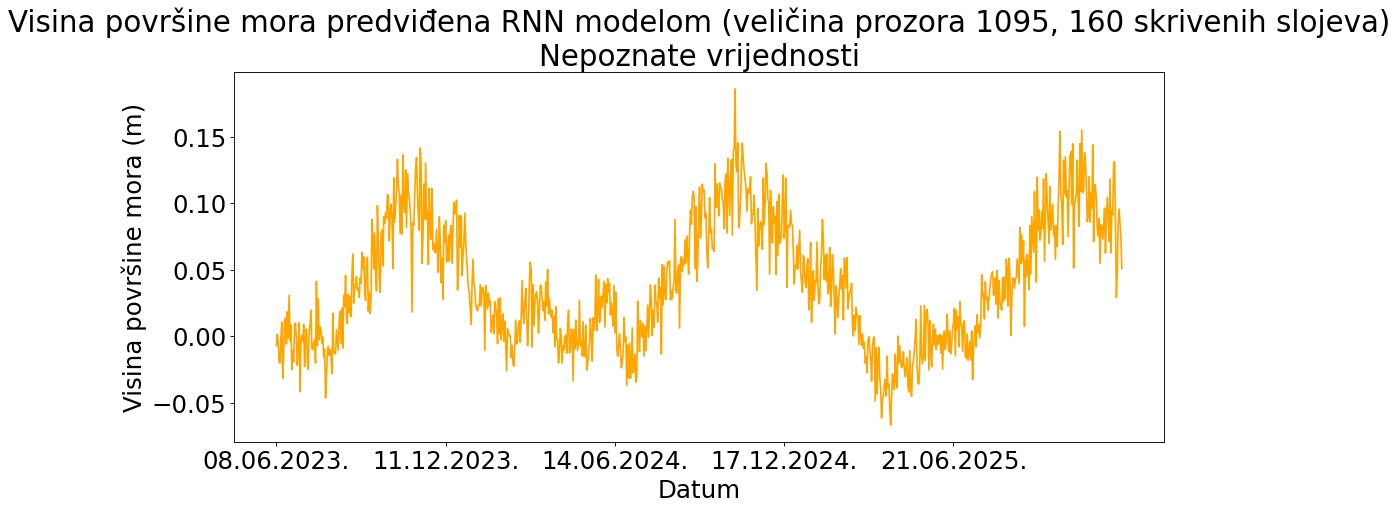 Visina površine mora predviđena RNN modelom (veličina prozora 1095, 160 skrivenih slojeva)
Nepoznate vrijednosti
Visina površine mora (m)
0.15
0.10
0.05
0.00
−0.05
08.06.2023. 11.12.2023. 14.06.2024. 17.12.2024. 21.06.2025.
Datum